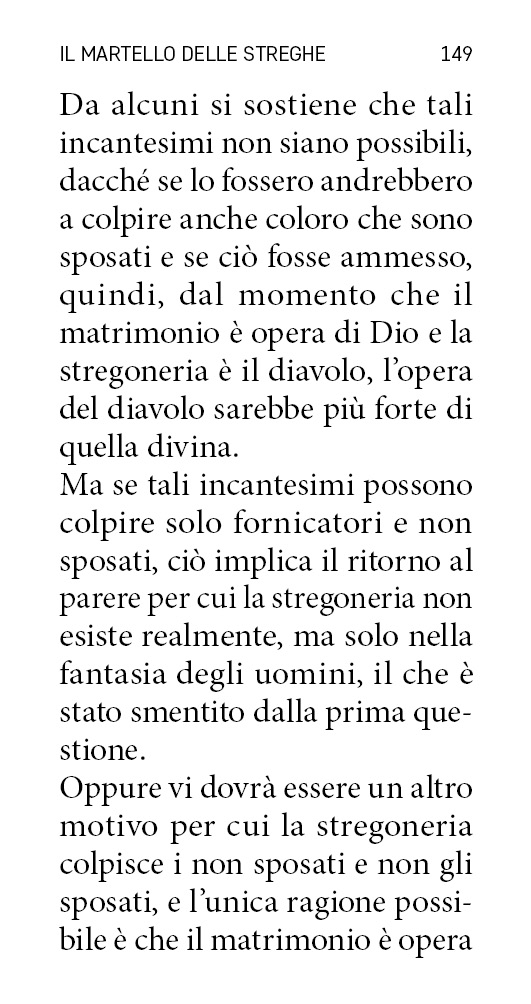 IL MARTELLO DELLE STREGHE 149
Da alcuni si sostiene che tali
incantesimi non siano possibili,
dacché se lo fossero andrebbero
a colpire anche coloro che sono
sposati e se ciò fosse ammesso,
quindi, dal momento che il
matrimonio è opera di Dio e la
stregoneria è il diavolo, l’opera
del diavolo sarebbe più forte di
quella divina.
Ma se tali incantesimi possono
colpire solo fornicatori e non
sposati, ciò implica il ritorno al
parere per cui la stregoneria non
esiste realmente, ma solo nella
fantasia degli uomini, il che è
stato smentito dalla prima que-
stione.
Oppure vi dovrà essere un altro
motivo per cui la stregoneria
colpisce i non sposati e non gli
sposati, e l’unica ragione possi-
bile è che il matrimonio è opera